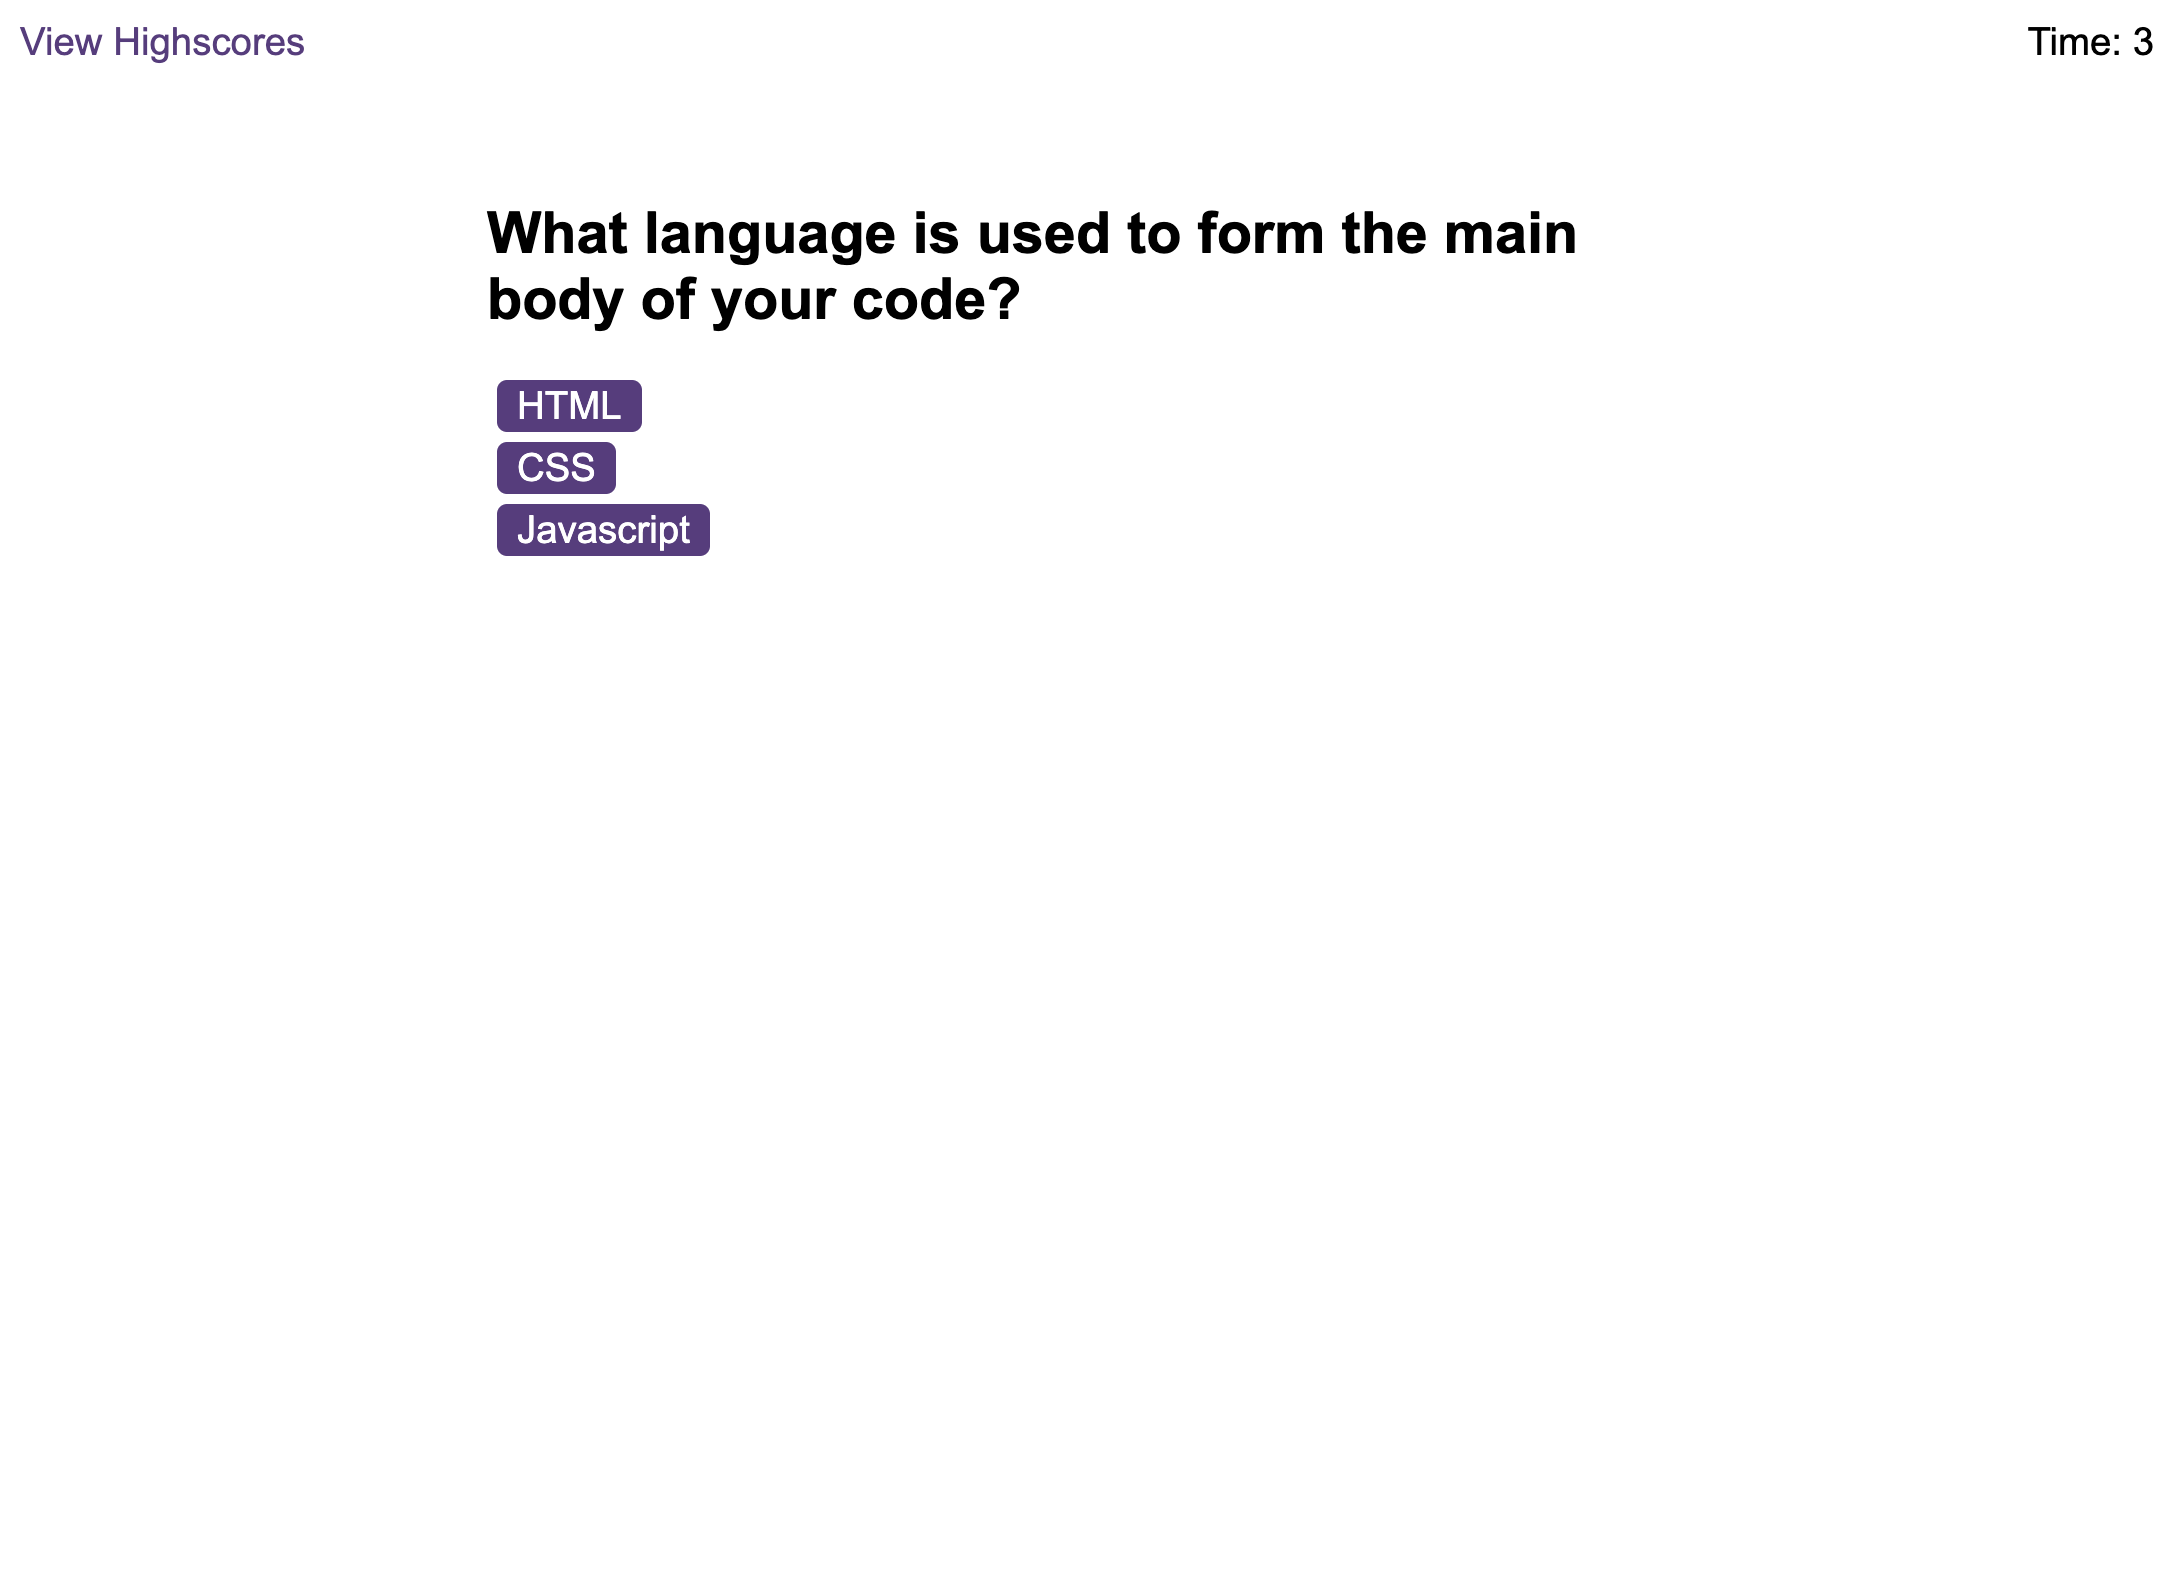 View Highscores
Time: 3
What language is used to form the main
body of your code?
HTML
CSS
Javascript